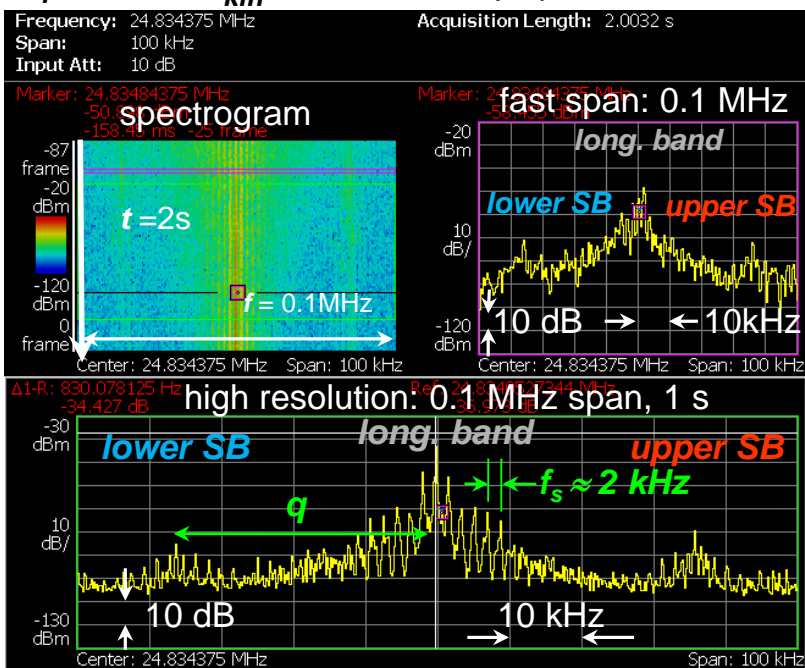 kin
Frequency: 24.834375 MHz
Acquisition Length: 2.0032 s
Span: 100 kHz
Input Att: 10 dB
Marker: 24.83484375 MHz
-158.45 ms -25 frame
spectrogram
-87
frame
-20
dBm
t =2s
-120
dBm
f = 0.1MHz
0
frame
Center: 24.834375 MHz Span: 100 kHz
Marker:
fast span: 0.1 MHz
-20
dBm
long. band
lower SB
upper SB
10
dB/
10 dB
10kHz
-120
dBm
Center: 24.834375 MHz Span: 100 kHz
Δ1-R: 830.078125 Hz
-34.427 dB
high resolution: 0.1 MHz span, 1 s
-30
dBm
long. band
lower SB
upper SB
fs ≈ 2 kHz
q
10
dB/
10 dB
10 kHz
-130
dBm
Center: 24.834375 MHz
Span: 100 kHz